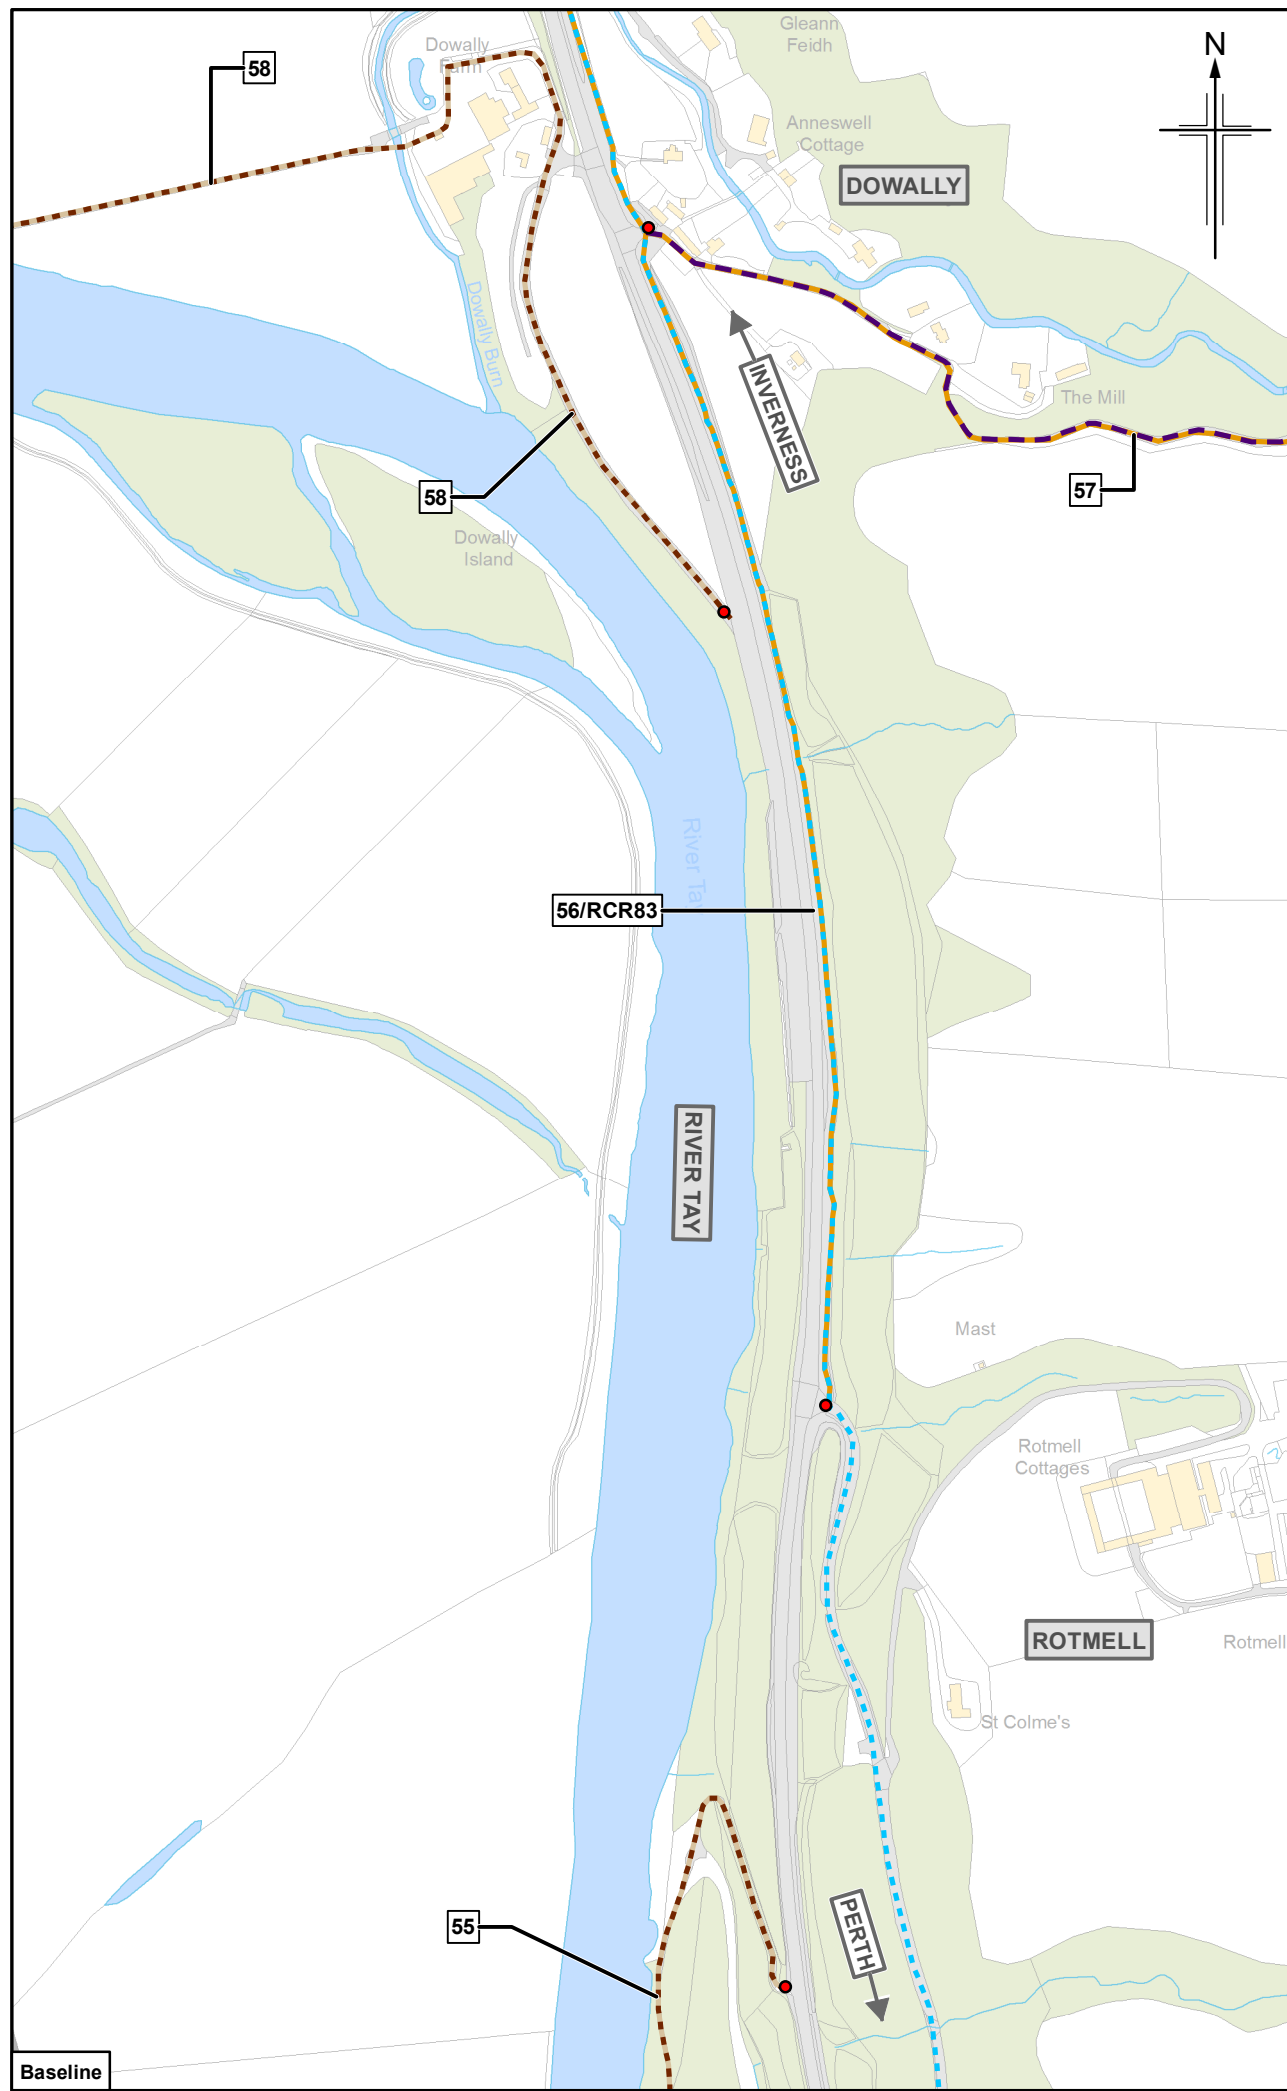 Gleann
Feidh
N
Dowally
Farm
58
Anneswell
Cottage
DOWALLY
Dowally Burn
INVERNESS
The Mill
57
58
Dowally
Island
River Tay
56/RCR83
RIVER TAY
Mast
Rotmell
Cottages
ROTMELL
Rotmell
St Colme's
PERTH
55
Baseline